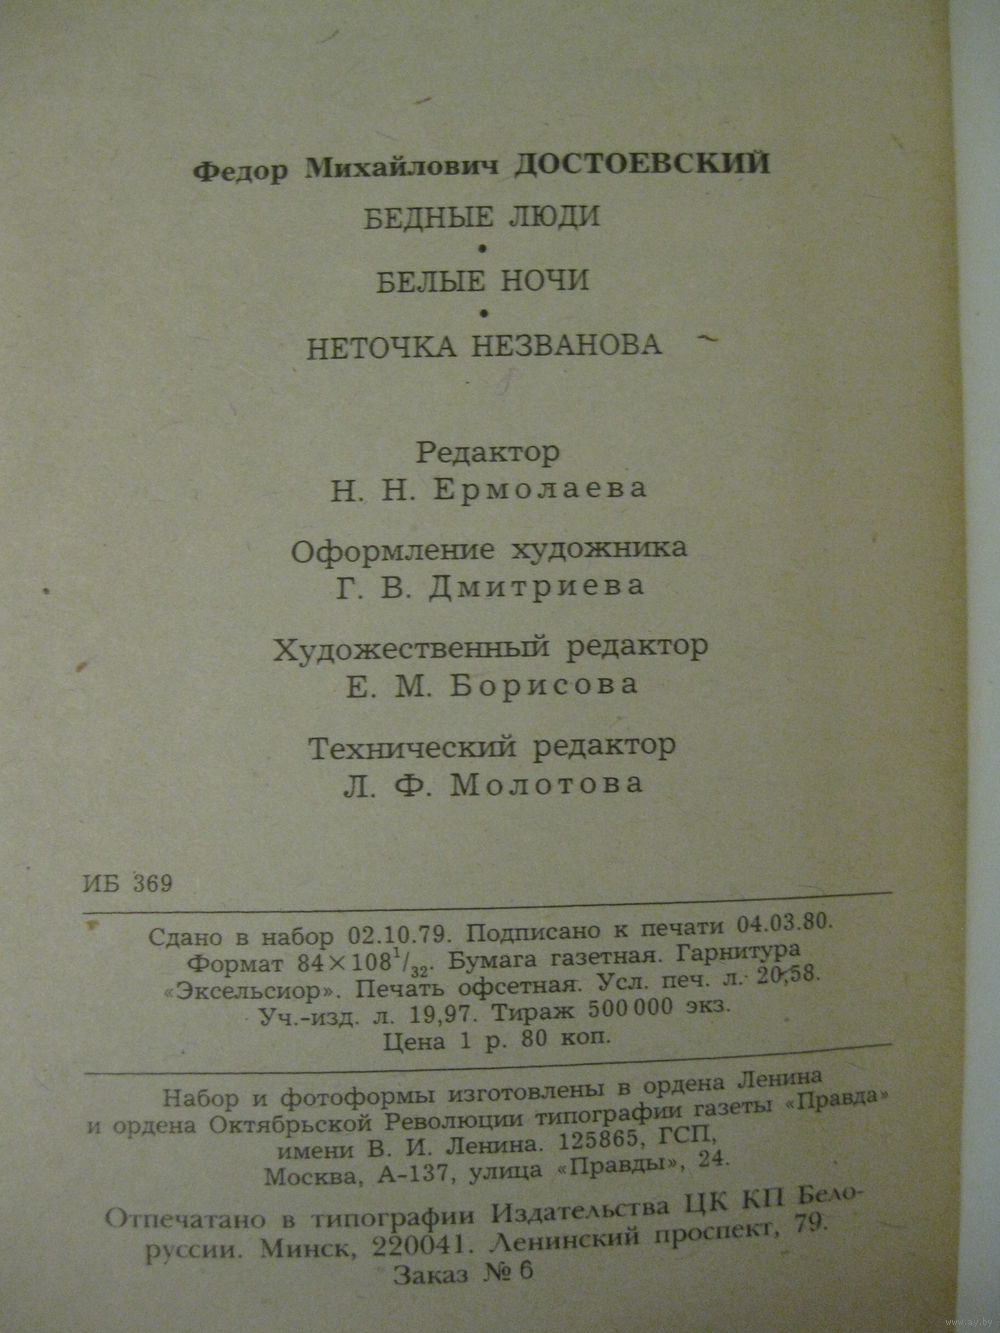 Федор Михайлович ДОСТОЕВСКИЙ
БЕДНЫЕ ЛЮДИ
•
БЕЛЫЕ НОЧИ
•
НЕТОЧКА НЕЗВАНОВА
Редактор
Н. Н. Ермолаева
Оформление художника
Г. В. Дмитриева
Художественный редактор
Е. М. Борисова
Технический редактор
Л. Ф. Молотова
ИБ 369
Сдано в набор 02.10.79. Подписано к печати 04.03.80.
Формат 84×108¹/₃₂. Бумага газетная. Гарнитура
«Эксельсиор». Печать офсетная. Усл. печ. л. 20,58.
Уч.-изд. л. 19,97. Тираж 500 000 экз.
Цена 1 р. 80 коп.
Набор и фотоформы изготовлены в ордена Ленина
и ордена Октябрьской Революции типографии газеты «Правда»
имени В. И. Ленина. 125865, ГСП,
Москва, А-137, улица «Правды», 24.
Отпечатано в типографии Издательства ЦК КП Бело-
руссии. Минск, 220041. Ленинский проспект, 79.
Заказ № 6
www.ay.by